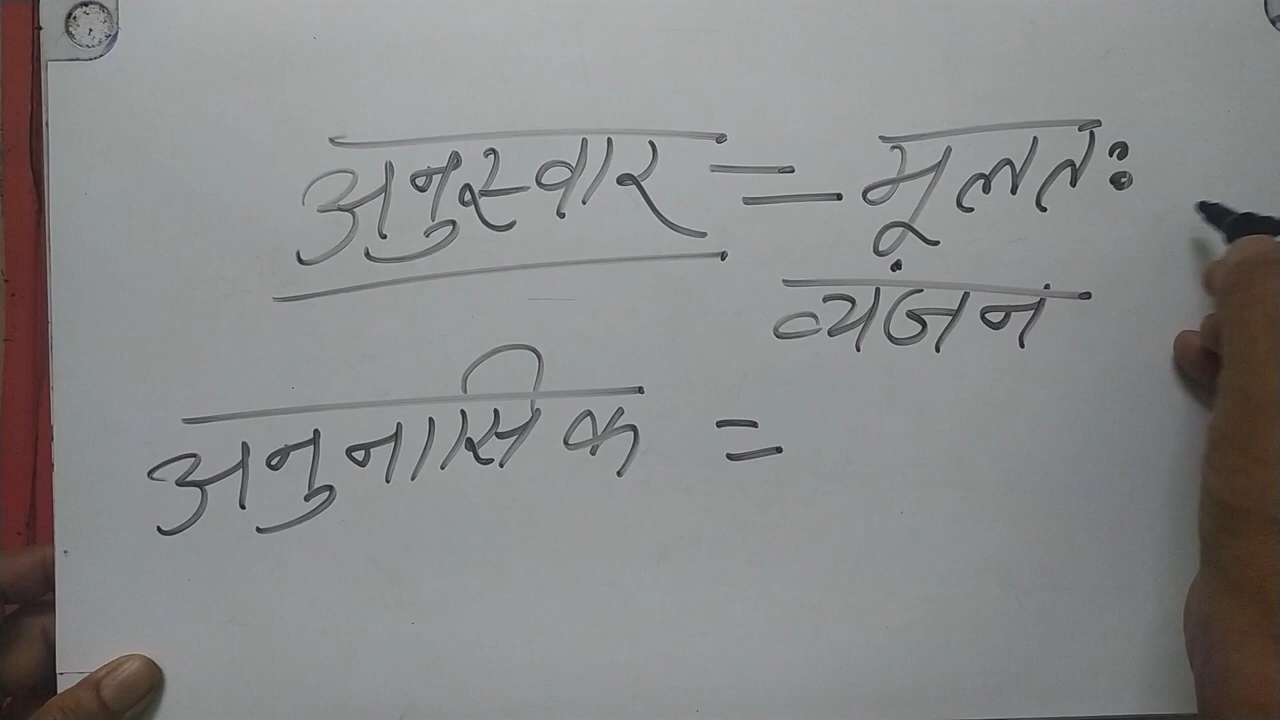 अनुस्वार = मूलतः
व्यंजन
अनुनासिक =